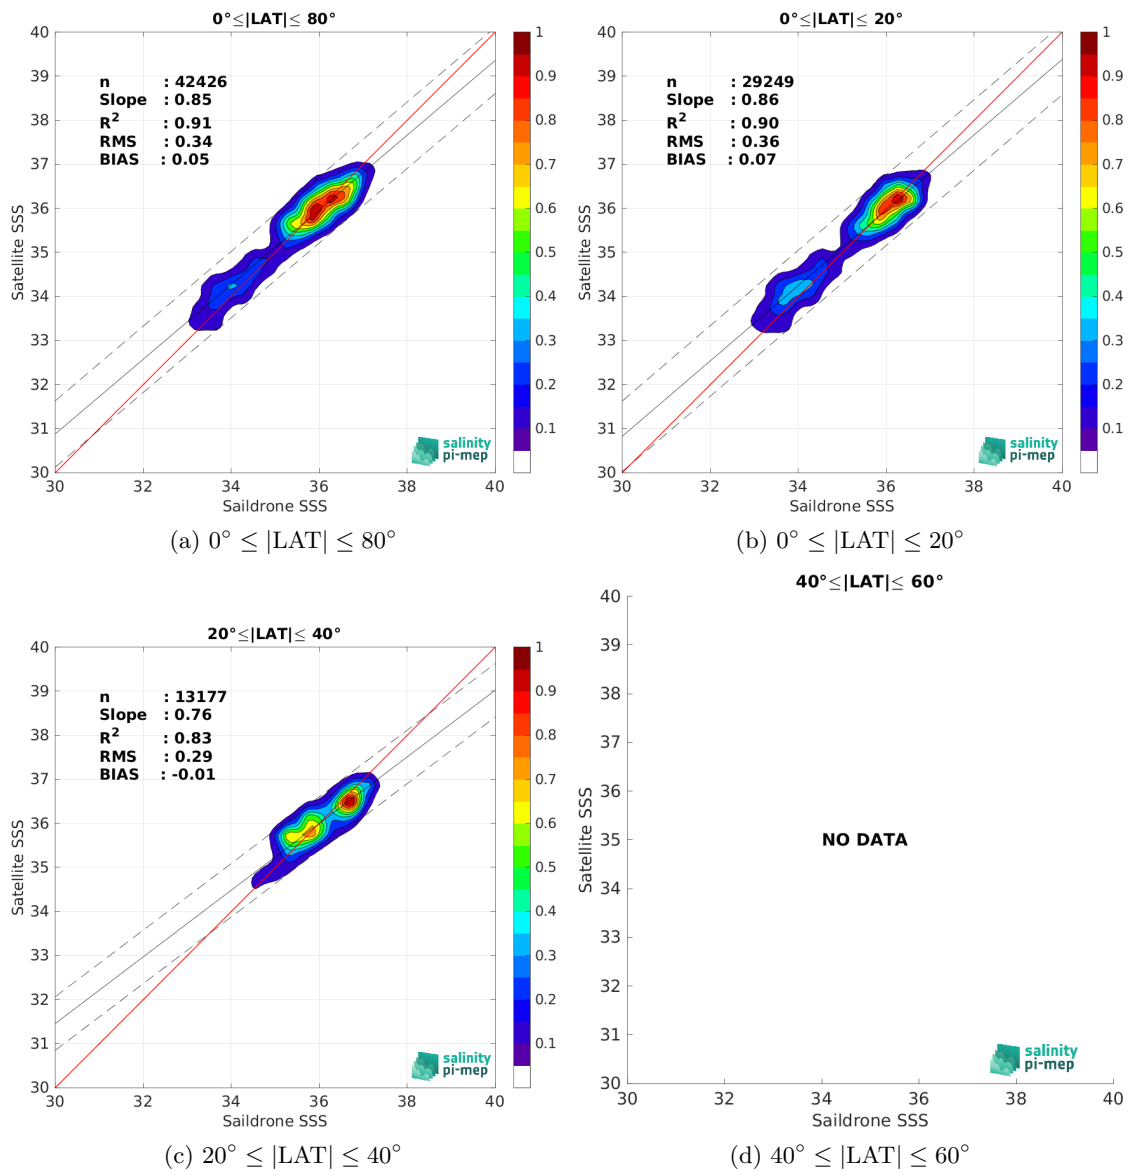 0°≤|LAT|≤ 80°
40
39
38
37
36
35
34
33
32
31
30
Satellite SSS
n : 42426
Slope : 0.85
R2 : 0.91
RMS : 0.34
BIAS : 0.05
salinity
pi-mep
30 32 34 36 38 40
Saildrone SSS
1
0.9
0.8
0.7
0.6
0.5
0.4
0.3
0.2
0.1
(a) 0° ≤ |LAT| ≤ 80°
0°≤|LAT|≤ 20°
40
39
38
37
36
35
34
33
32
31
30
Satellite SSS
n : 29249
Slope : 0.86
R2 : 0.90
RMS : 0.36
BIAS : 0.07
salinity
pi-mep
30 32 34 36 38 40
Saildrone SSS
1
0.9
0.8
0.7
0.6
0.5
0.4
0.3
0.2
0.1
(b) 0° ≤ |LAT| ≤ 20°
20°≤|LAT|≤ 40°
40
39
38
37
36
35
34
33
32
31
30
Satellite SSS
n : 13177
Slope : 0.76
R2 : 0.83
RMS : 0.29
BIAS : -0.01
salinity
pi-mep
30 32 34 36 38 40
Saildrone SSS
1
0.9
0.8
0.7
0.6
0.5
0.4
0.3
0.2
0.1
(c) 20° ≤ |LAT| ≤ 40°
40°≤|LAT|≤ 60°
40
39
38
37
36
35
34
33
32
31
30
Satellite SSS
NO DATA
salinity
pi-mep
30 32 34 36 38 40
Saildrone SSS
(d) 40° ≤ |LAT| ≤ 60°